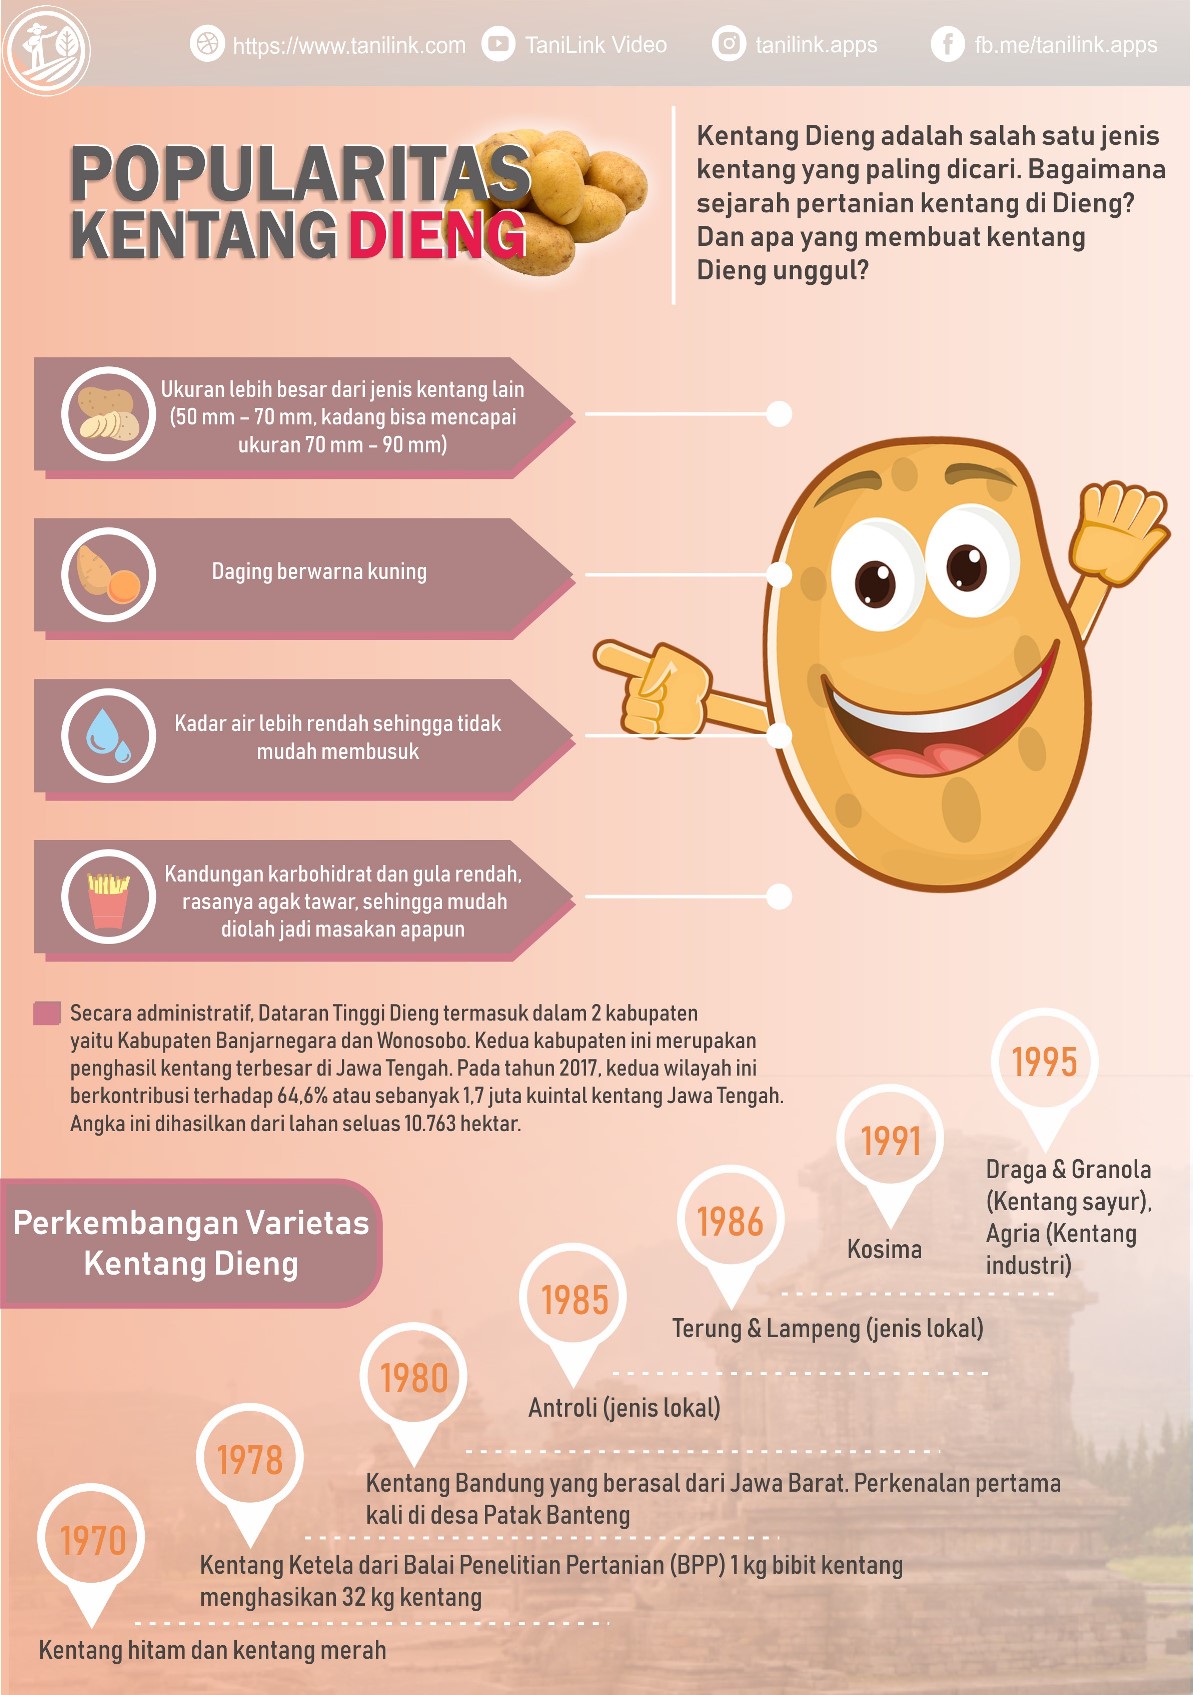 https://www.tanilink.com
TaniLink Video
tanilink.apps
fb.me/tanilink.apps
POPULARITAS
KENTANG DIENG
Kentang Dieng adalah salah satu jenis
kentang yang paling dicari. Bagaimana
sejarah pertanian kentang di Dieng?
Dan apa yang membuat kentang
Dieng unggul?
Ukuran lebih besar dari jenis kentang lain
(50 mm – 70 mm, kadang bisa mencapai
ukuran 70 mm – 90 mm)
Daging berwarna kuning
Kadar air lebih rendah sehingga tidak
mudah membusuk
Kandungan karbohidrat dan gula rendah,
rasanya agak tawar, sehingga mudah
diolah jadi masakan apapun
Secara administratif, Dataran Tinggi Dieng termasuk dalam 2 kabupaten
yaitu Kabupaten Banjarnegara dan Wonosobo. Kedua kabupaten ini merupakan
penghasil kentang terbesar di Jawa Tengah. Pada tahun 2017, kedua wilayah ini
berkontribusi terhadap 64,6% atau sebanyak 1,7 juta kuintal kentang Jawa Tengah.
Angka ini dihasilkan dari lahan seluas 10.763 hektar.
Perkembangan Varietas
Kentang Dieng
1970
Kentang hitam dan kentang merah
1978
Kentang Ketela dari Balai Penelitian Pertanian (BPP) 1 kg bibit kentang
menghasikan 32 kg kentang
1980
Kentang Bandung yang berasal dari Jawa Barat. Perkenalan pertama
kali di desa Patak Banteng
1985
Antroli (jenis lokal)
1986
Terung & Lampeng (jenis lokal)
1991
Kosima
1995
Draga & Granola
(Kentang sayur),
Agria (Kentang
industri)